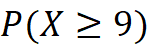 P(X ≥ 9)